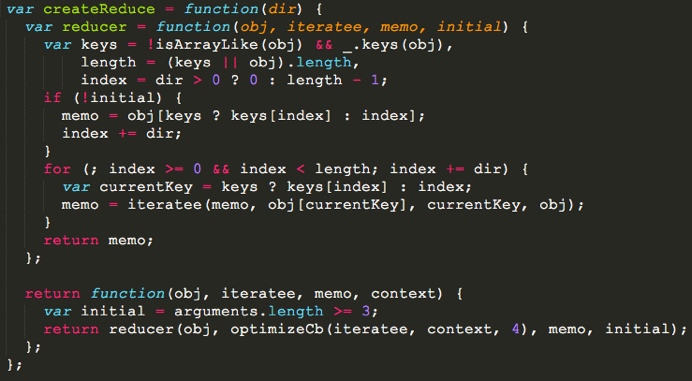 var createReduce = function(dir) {
  var reducer = function(obj, iteratee, memo, initial) {
    var keys = !isArrayLike(obj) && _.keys(obj),
        length = (keys || obj).length,
        index = dir > 0 ? 0 : length - 1;
    if (!initial) {
      memo = obj[keys ? keys[index] : index];
      index += dir;
    }
    for (; index >= 0 && index < length; index += dir) {
      var currentKey = keys ? keys[index] : index;
      memo = iteratee(memo, obj[currentKey], currentKey, obj);
    }
    return memo;
  };

  return function(obj, iteratee, memo, context) {
    var initial = arguments.length >= 3;
    return reducer(obj, optimizeCb(iteratee, context, 4), memo, initial);
  };
};